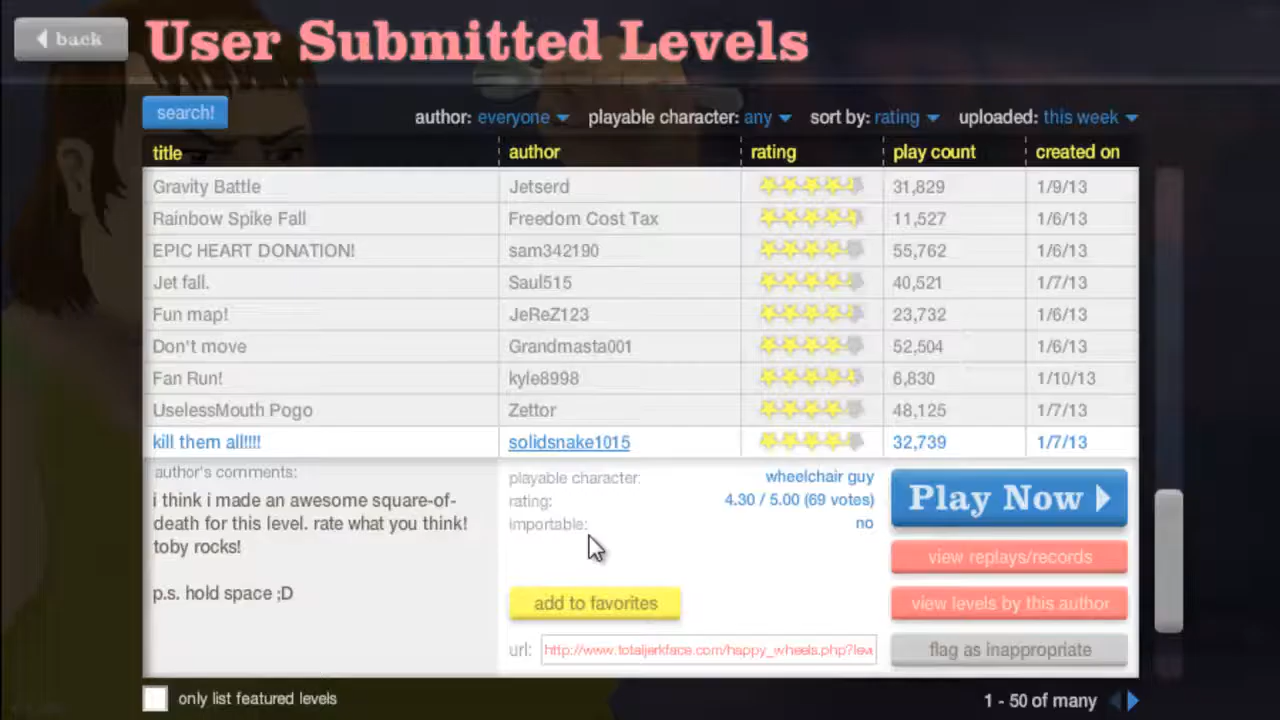 back
User Submitted Levels
search!
author: everyone playable character: any sort by: rating uploaded: this week
title author rating play count created on
Gravity Battle Jetserd 31,829 1/9/13
Rainbow Spike Fall Freedom Cost Tax 11,527 1/6/13
EPIC HEART DONATION! sam342190 55,762 1/6/13
Jet fall. Saul515 40,521 1/7/13
Fun map! JeReZ123 23,732 1/6/13
Don't move Grandmasta001 52,504 1/6/13
Fan Run! kyle8998 6,830 1/10/13
UselessMouth Pogo Zettor 48,125 1/7/13
kill them all!!!! solidsnake1015 32,739 1/7/13
author's comments:
i think i made an awesome square-of-
death for this level. rate what you think!
toby rocks!
p.s. hold space ;D
playable character: wheelchair guy
rating: 4.30 / 5.00 (69 votes)
importable: no
add to favorites
url: http://www.totaljerkface.com/happy_wheels.php?lev
Play Now
view replays/records
view levels by this author
flag as inappropriate
only list featured levels
1 - 50 of many